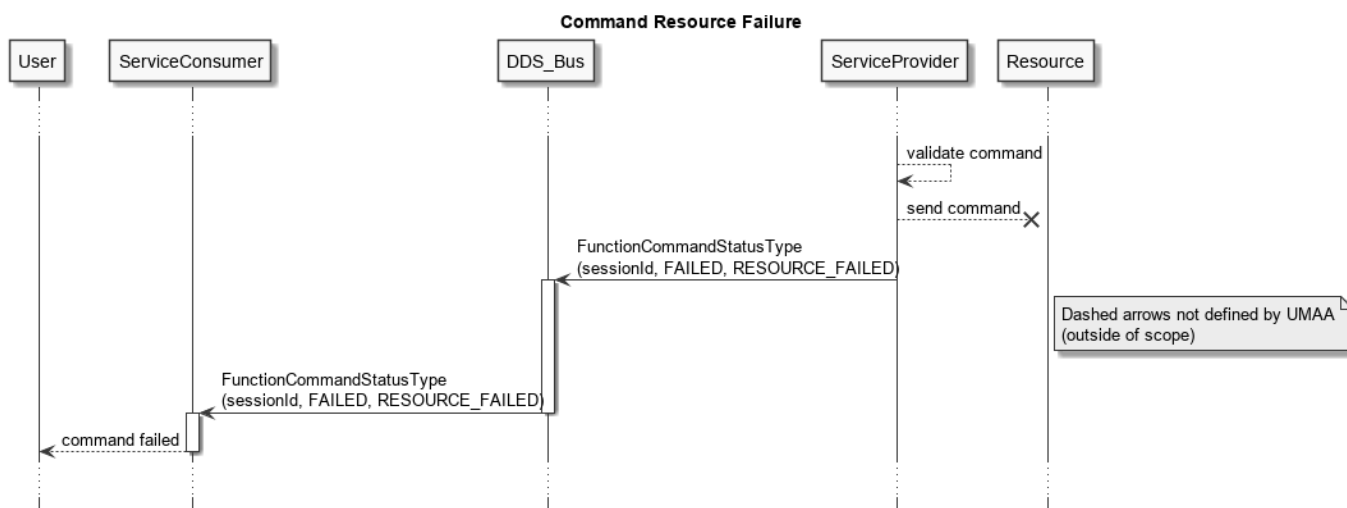 Command Resource Failure
User
ServiceConsumer
DDS_Bus
ServiceProvider
Resource
validate command
send command
FunctionCommandStatusType
(sessionId, FAILED, RESOURCE_FAILED)
Dashed arrows not defined by UMAA
(outside of scope)
FunctionCommandStatusType
(sessionId, FAILED, RESOURCE_FAILED)
command failed